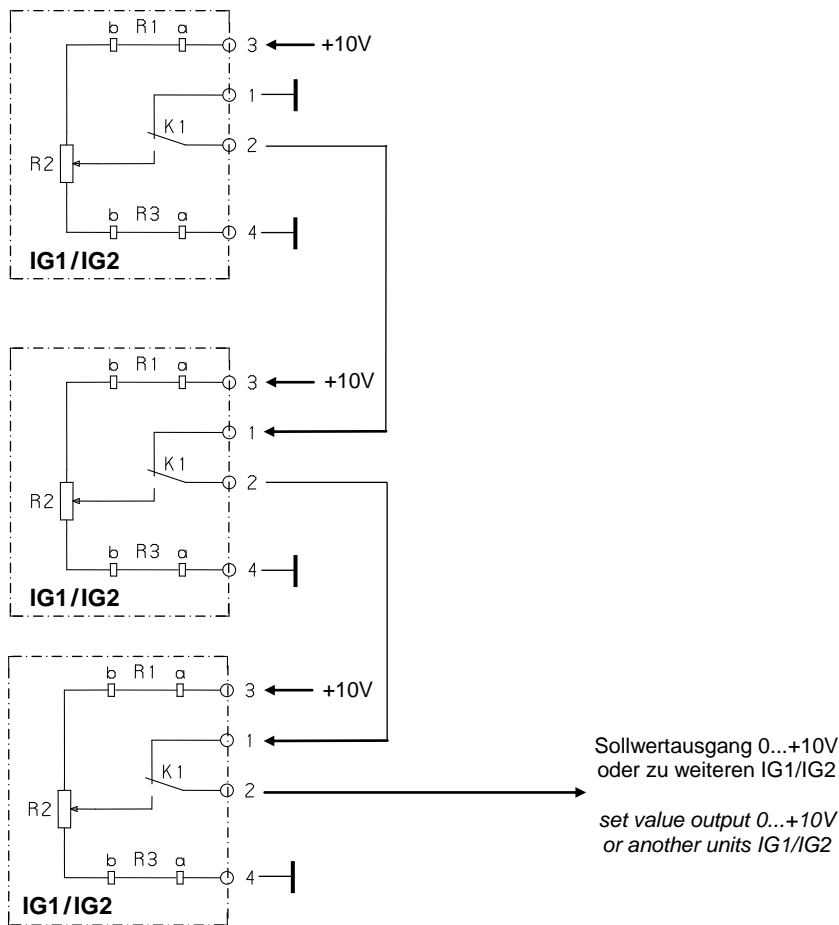 b R1 a
3 +10V
1
K1
2
R2
b R3 a
4
IG1/IG2
b R1 a
3 +10V
1
K1
2
R2
b R3 a
4
IG1/IG2
b R1 a
3 +10V
1
K1
2
R2
b R3 a
4
IG1/IG2
Sollwertausgang 0...+10V
oder zu weiteren IG1/IG2
set value output 0...+10V
or another units IG1/IG2